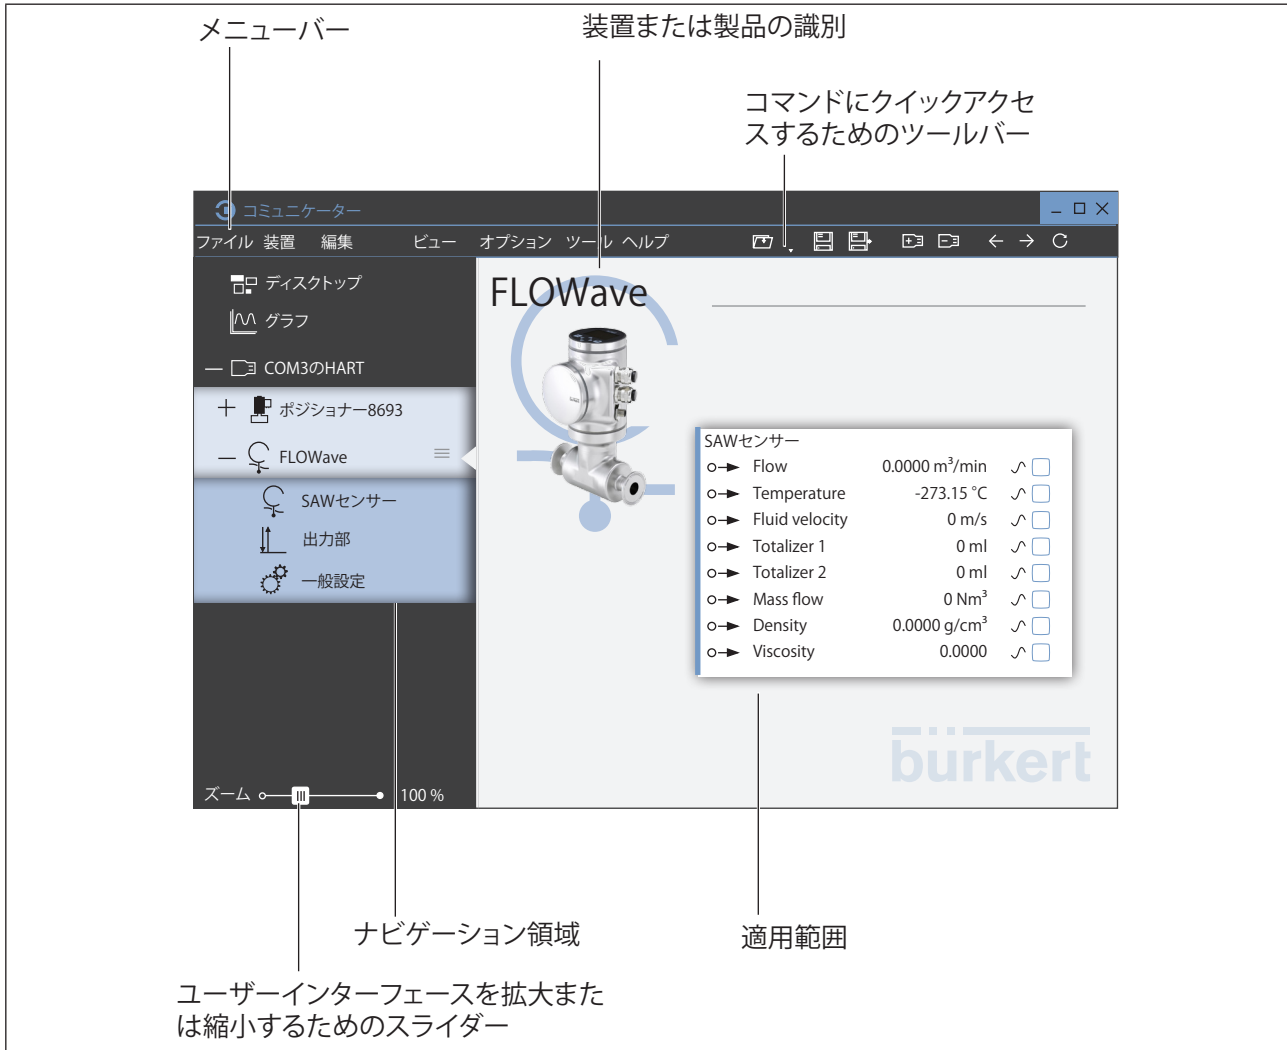 メニューバー
装置または製品の識別
コマンドにクイックアクセ
スするためのツールバー
コミュニケーター
ファイル 装置 編集 ビュー オプション ツール ヘルプ
ディスクトップ
グラフ
COM3のHART
ポジショナー8693
FLOWave
SAWセンサー
出力部
一般設定
ズーム 100 %
FLOWave
SAWセンサー
Flow 0.0000 m³/min
Temperature -273.15 °C
Fluid velocity 0 m/s
Totalizer 1 0 ml
Totalizer 2 0 ml
Mass flow 0 Nm³
Density 0.0000 g/cm³
Viscosity 0.0000
bürkert
ナビゲーション領域
適用範囲
ユーザーインターフェースを拡大また
は縮小するためのスライダー